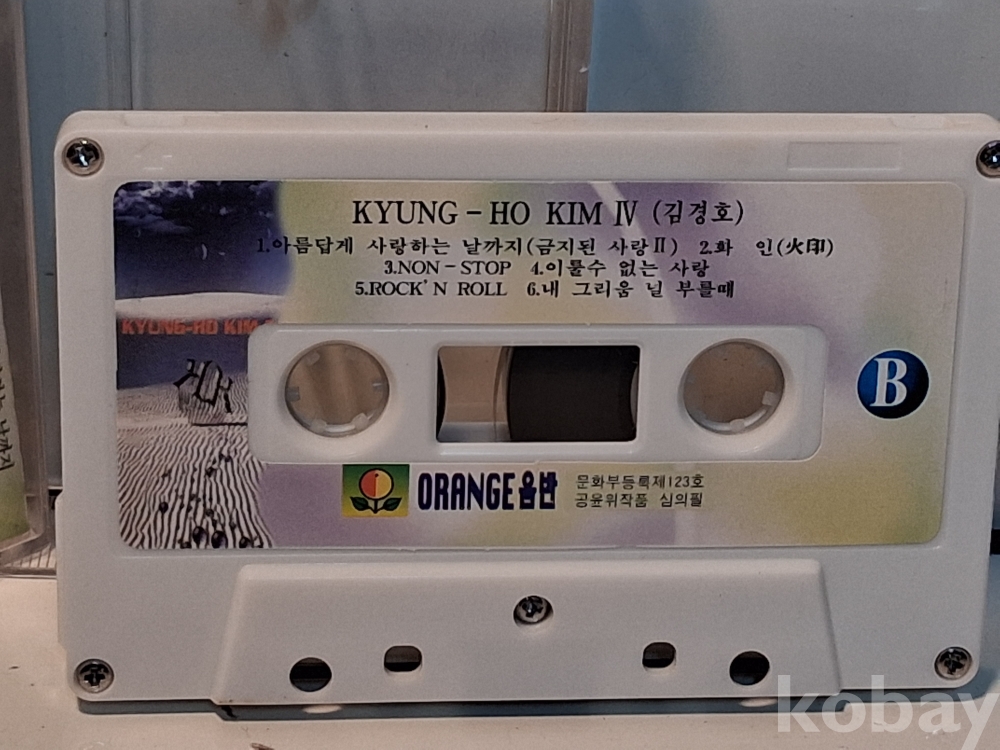 KYUNG-HO KIM Ⅳ (김경호)
1.아름답게 사랑하는 날까지(금지된 사랑Ⅱ) 2.화 인(火印)
3.NON-STOP 4.이룰수 없는 사랑
5.ROCK'N ROLL 6.내 그리움 널 부를때
KYUNG-HO KIM
B
ORANGE음반
문화부등록제123호
공윤위작품 심의필
kobay